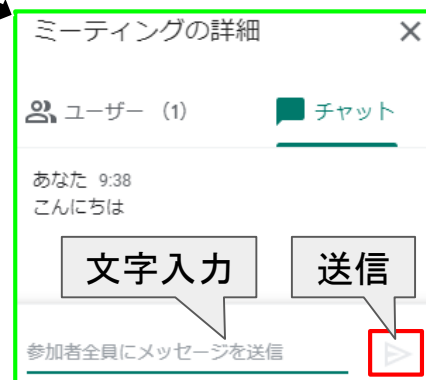 ミーティングの詳細
ユーザー (1) チャット
あなた 9:38
こんにちは
文字入力 送信
参加者全員にメッセージを送信